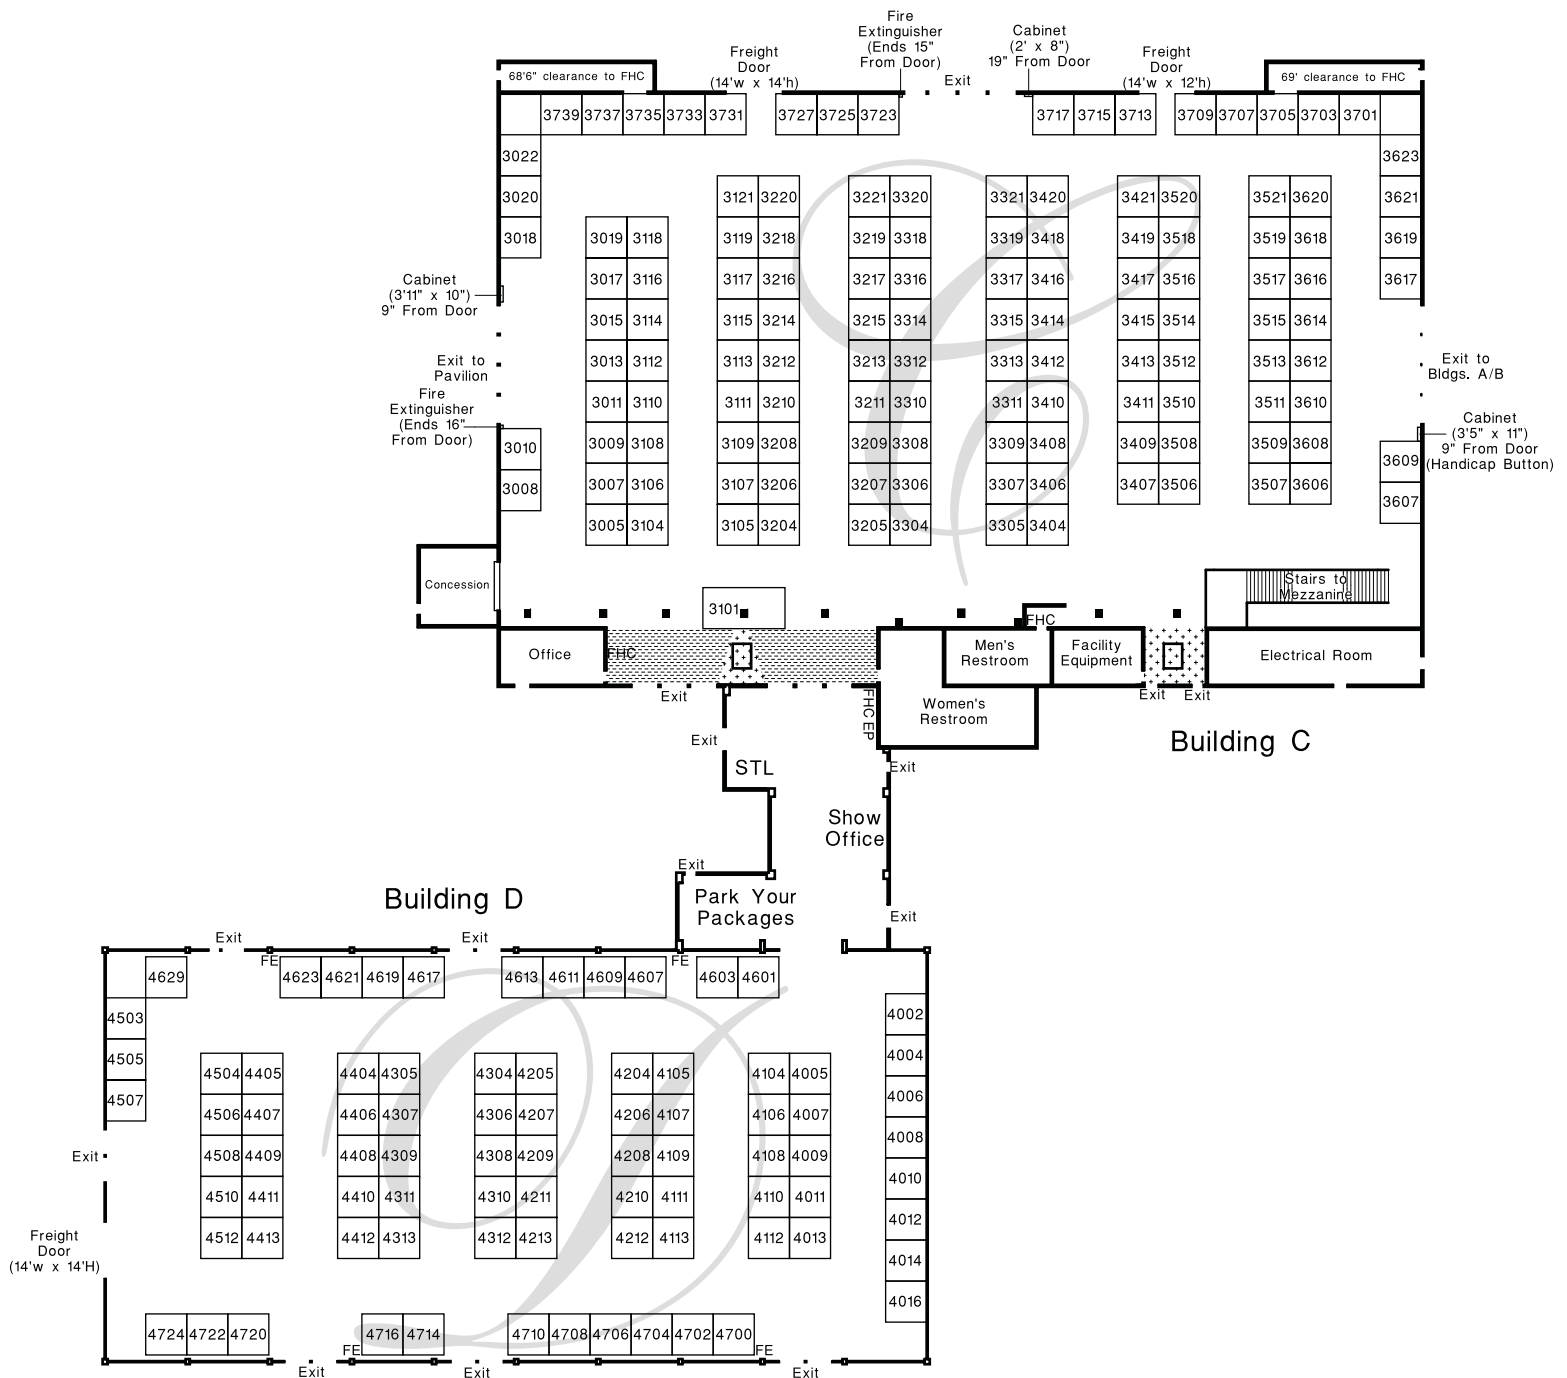 Fire
Extinguisher
(Ends 15"
From Door)
Cabinet
(2' x 8")
19" From Door
Freight
Door
(14'w x 14'h)
Exit
Freight
Door
(14'w x 12'h)
68'6" clearance to FHC
69' clearance to FHC
3739 3737 3735 3733 3731 3727 3725 3723 3717 3715 3713 3709 3707 3705 3703 3701
3022 3623
3020 3121 3220 3221 3320 3321 3420 3421 3520 3521 3620 3621
3018 3019 3118 3119 3218 3219 3318 3319 3418 3419 3518 3519 3618 3619
3017 3116 3117 3216 3217 3316 3317 3416 3417 3516 3517 3616 3617
Cabinet
(3'11" x 10")
9" From Door
3015 3114 3115 3214 3215 3314 3315 3414 3415 3514 3515 3614
3013 3112 3113 3212 3213 3312 3313 3412 3413 3512 3513 3612
Exit to
Pavilion
Exit to
Bldgs. A/B
Fire
Extinguisher
(Ends 16"
From Door)
3011 3110 3111 3210 3211 3310 3311 3410 3411 3510 3511 3610
Cabinet
(3'5" x 11")
9" From Door
(Handicap Button)
3010 3009 3108 3109 3208 3209 3308 3309 3408 3409 3508 3509 3608 3609
3008 3007 3106 3107 3206 3207 3306 3307 3406 3407 3506 3507 3606 3607
3005 3104 3105 3204 3205 3304 3305 3404
C
Concession
3101
Stairs to
Mezzanine
FHC
Office
FHC
Men's
Restroom
Facility
Equipment
Electrical Room
Exit
Exit Exit
FHC EP
Women's
Restroom
Building C
Exit
STL
Exit
Show
Office
Exit
Park Your
Packages
Exit
Building D
Exit
Exit
FE
FE
4629 4623 4621 4619 4617 4613 4611 4609 4607 4603 4601
4503 4002
4505 4004
4504 4405 4404 4305 4304 4205 4204 4105 4104 4005
4507 4006
4506 4407 4406 4307 4306 4207 4206 4107 4106 4007
4008
Exit
4508 4409 4408 4309 4308 4209 4208 4109 4108 4009
4010
4510 4411 4410 4311 4310 4211 4210 4111 4110 4011
4012
4512 4413 4412 4313 4312 4213 4212 4113 4112 4013
D
Freight
Door
(14'w x 14'H)
4014
4016
4724 4722 4720 4716 4714 4710 4708 4706 4704 4702 4700
FE
FE
Exit
Exit
Exit